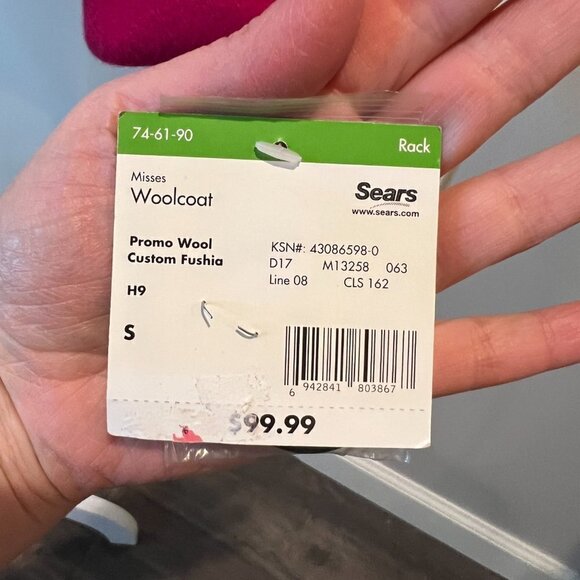 74-61-90
Rack
Misses
Woolcoat
Sears
www.sears.com
Promo Wool
Custom Fushia
KSN#: 43086598-0
D17 M13258 063
Line 08 CLS 162
H9
S
6 942841 803867
$99.99